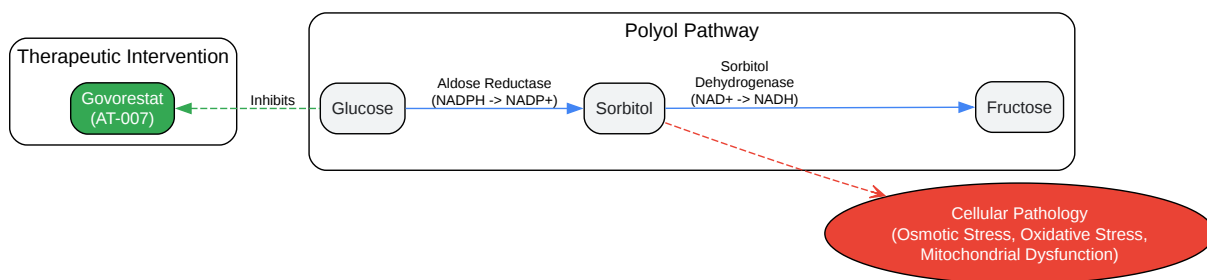 Polyol Pathway
Therapeutic Intervention
Govorestat
(AT-007)
Inhibits
Glucose
Aldose Reductase
(NADPH -> NADP+)
Sorbitol
Sorbitol
Dehydrogenase
(NAD+ -> NADH)
Fructose
Cellular Pathology
(Osmotic Stress, Oxidative Stress,
Mitochondrial Dysfunction)